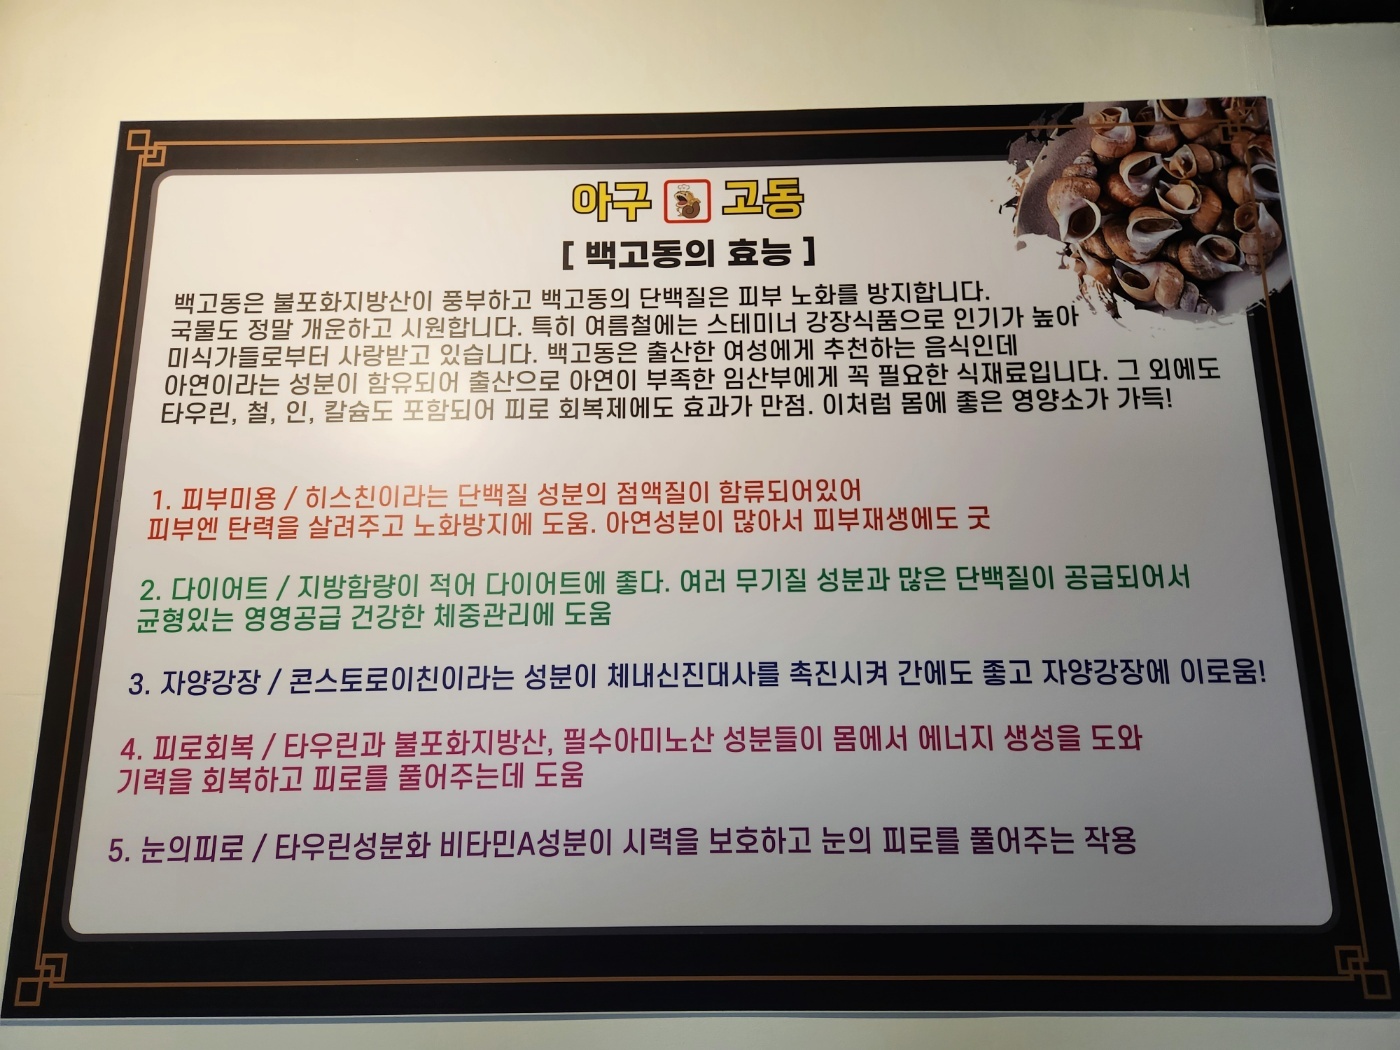 아구 고동
[ 백고동의 효능 ]
백고동은 불포화지방산이 풍부하고 백고동의 단백질은 피부 노화를 방지합니다.
국물도 정말 개운하고 시원합니다. 특히 여름철에는 스테미너 강장식품으로 인기가 높아
미식가들로부터 사랑받고 있습니다. 백고동은 출산한 여성에게 추천하는 음식인데
아연이라는 성분이 함유되어 출산으로 아연이 부족한 임산부에게 꼭 필요한 식재료입니다. 그 외에도
타우린, 철, 인, 칼슘도 포함되어 피로 회복제에도 효과가 만점. 이처럼 몸에 좋은 영양소가 가득!
1. 피부미용 / 히스친이라는 단백질 성분의 점액질이 함류되어있어
피부엔 탄력을 살려주고 노화방지에 도움. 아연성분이 많아서 피부재생에도 굿
2. 다이어트 / 지방함량이 적어 다이어트에 좋다. 여러 무기질 성분과 많은 단백질이 공급되어서
균형있는 영영공급 건강한 체중관리에 도움
3. 자양강장 / 콘스토로이친이라는 성분이 체내신진대사를 촉진시켜 간에도 좋고 자양강장에 이로움!
4. 피로회복 / 타우린과 불포화지방산, 필수아미노산 성분들이 몸에서 에너지 생성을 도와
기력을 회복하고 피로를 풀어주는데 도움
5. 눈의피로 / 타우린성분화 비타민A성분이 시력을 보호하고 눈의 피로를 풀어주는 작용